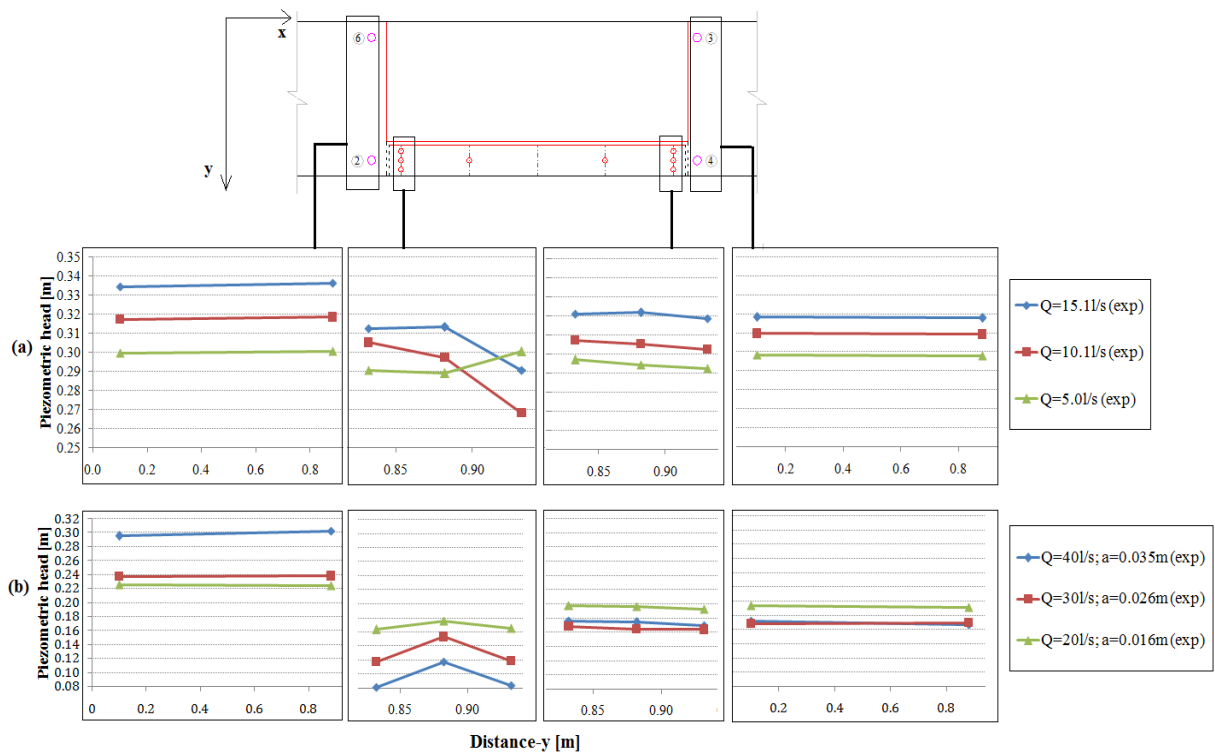 x
y
6
3
2
4
(a)
Piezometric head [m]
0.35
0.34
0.33
0.32
0.31
0.30
0.29
0.28
0.27
0.26
0.25
0.0 0.2 0.4 0.6 0.8
0.85 0.90
0.85 0.90
0.2 0.4 0.6 0.8
Q=15.1l/s (exp)
Q=10.1l/s (exp)
Q=5.0l/s (exp)
(b)
Piezometric head [m]
0.32
0.30
0.28
0.26
0.24
0.22
0.20
0.18
0.16
0.14
0.12
0.10
0.08
0 0.2 0.4 0.6 0.8
0.85 0.90
0.85 0.90
0.2 0.4 0.6 0.8
Q=40l/s; a=0.035m (exp)
Q=30l/s; a=0.026m (exp)
Q=20l/s; a=0.016m (exp)
Distance-y [m]